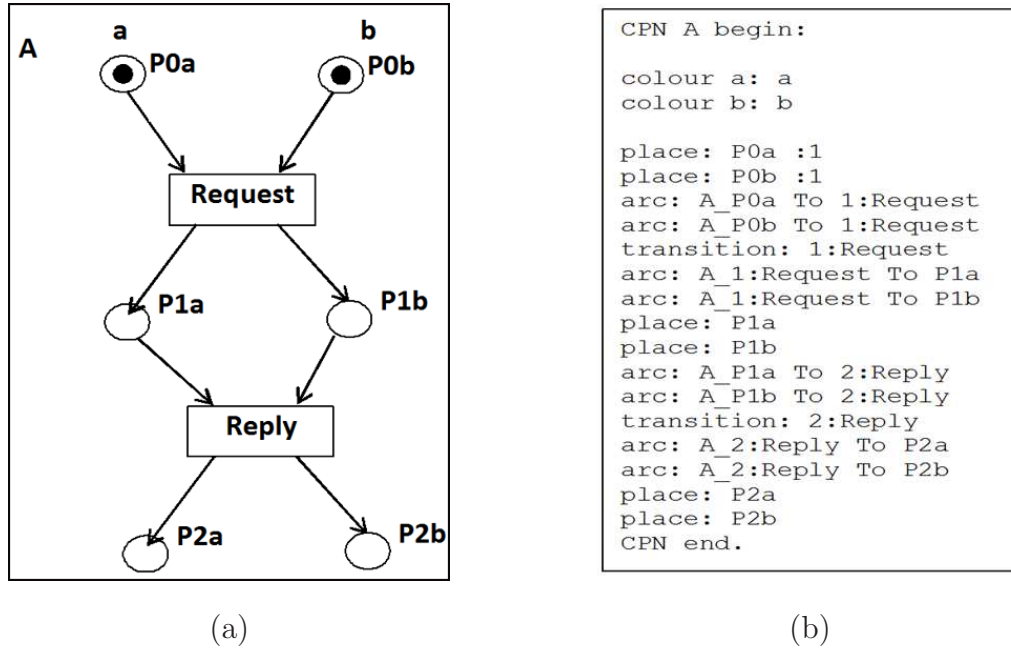 A
a
b
P0a
P0b
Request
P1a
P1b
Reply
P2a
P2b
(a)
CPN A begin:
colour a: a
colour b: b
place: P0a :1
place: P0b :1
arc: A_P0a To 1:Request
arc: A_P0b To 1:Request
transition: 1:Request
arc: A_1:Request To P1a
arc: A_1:Request To P1b
place: P1a
place: P1b
arc: A_P1a To 2:Reply
arc: A_P1b To 2:Reply
transition: 2:Reply
arc: A_2:Reply To P2a
arc: A_2:Reply To P2b
place: P2a
place: P2b
CPN end.
(b)